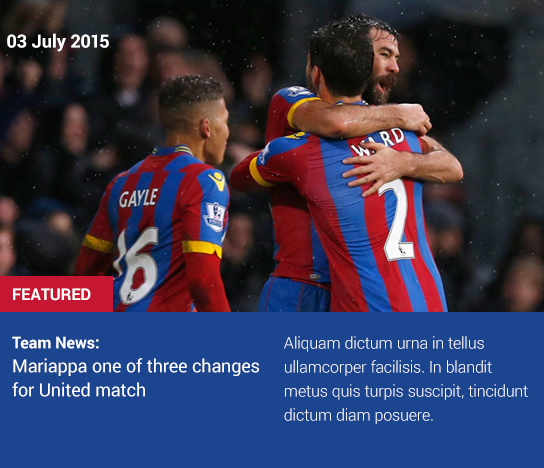 03 July 2015
WARD
2
GAYLE
16
FEATURED
Team News:
Mariappa one of three changes
for United match
Aliquam dictum urna in tellus
ullamcorper facilisis. In blandit
metus quis turpis suscipit, tincidunt
dictum diam posuere.